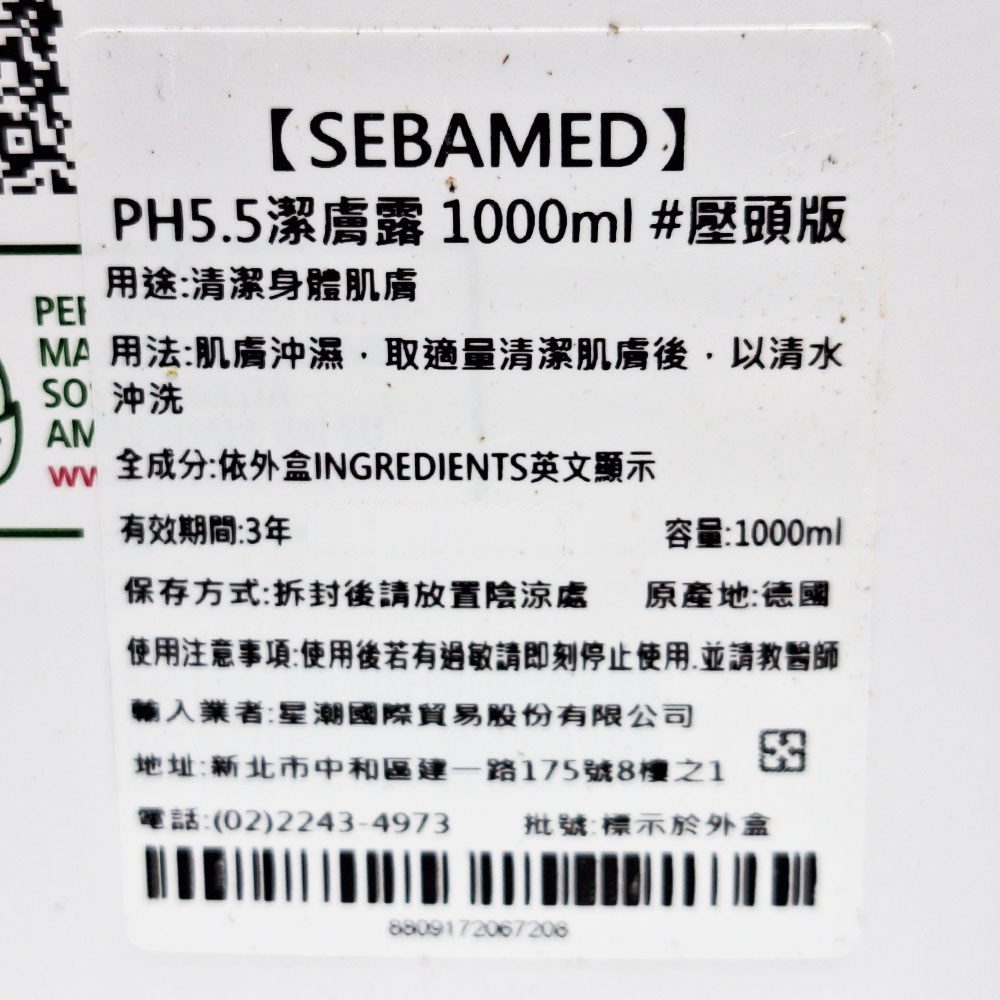 【SEBAMED】
PH5.5潔膚露 1000ml #壓頭版
用途:清潔身體肌膚
用法:肌膚沖濕，取適量清潔肌膚後，以清水
沖洗
全成分:依外盒INGREDIENTS英文顯示
有效期間:3年 容量:1000ml
保存方式:拆封後請放置陰涼處 原產地:德國
使用注意事項:使用後若有過敏請即刻停止使用.並請教醫師
輸入業者:星潮國際貿易股份有限公司
地址:新北市中和區建一路175號8樓之1
電話:(02)2243-4973 批號:標示於外盒
8809172067208
PEF
MA
SO
AM
ww